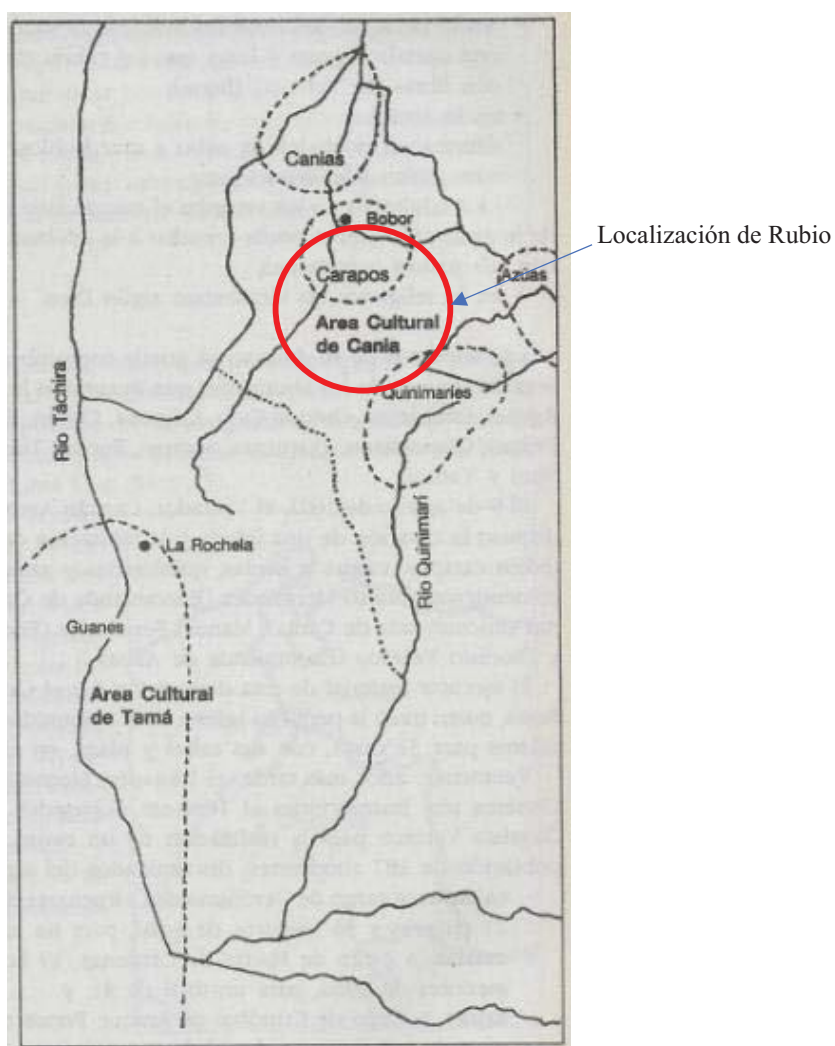 Canias
Bobor
Localización de Rubio
Carapos
Azuas
Area Cultural
de Cania
Quinimaríes
Río Táchira
Río Quinimarí
La Rochela
Guanes
Area Cultural
de Tamá